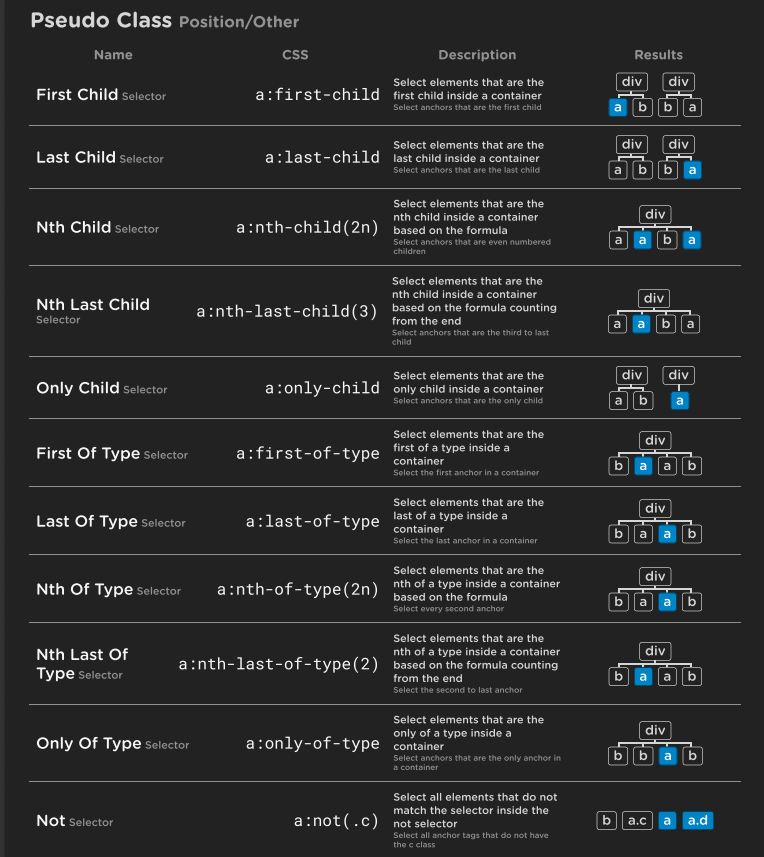 Pseudo Class Position/Other
Name CSS Description Results
First Child Selector
a:first-child
Select elements that are the
first child inside a container
Select anchors that are the first child
div div
a b b a
Last Child Selector
a:last-child
Select elements that are the
last child inside a container
Select anchors that are the last child
div div
a b b a
Nth Child Selector
a:nth-child(2n)
Select elements that are the
nth child inside a container
based on the formula
Select anchors that are even numbered
children
div
a a b a
Nth Last Child
Selector
a:nth-last-child(3)
Select elements that are the
nth child inside a container
based on the formula counting
from the end
Select anchors that are the third to last
child
div
a a b a
Only Child Selector
a:only-child
Select elements that are the
only child inside a container
Select anchors that are the only child
div div
a b a
First Of Type Selector
a:first-of-type
Select elements that are the
first of a type inside a
container
Select the first anchor in a container
div
b a a b
Last Of Type Selector
a:last-of-type
Select elements that are the
last of a type inside a
container
Select the last anchor in a container
div
b a a b
Nth Of Type Selector
a:nth-of-type(2n)
Select elements that are the
nth of a type inside a container
based on the formula
Select every second anchor
div
b a a b
Nth Last Of
Type Selector
a:nth-last-of-type(2)
Select elements that are the
nth of a type inside a container
based on the formula counting
from the end
Select the second to last anchor
div
b a a b
Only Of Type Selector
a:only-of-type
Select elements that are the
only of a type inside a
container
Select anchors that are the only anchor in
a container
div
b b a b
Not Selector
a:not(.c)
Select all elements that do not
match the selector inside the
not selector
Select all anchor tags that do not have
the c class
b a.c a a.d